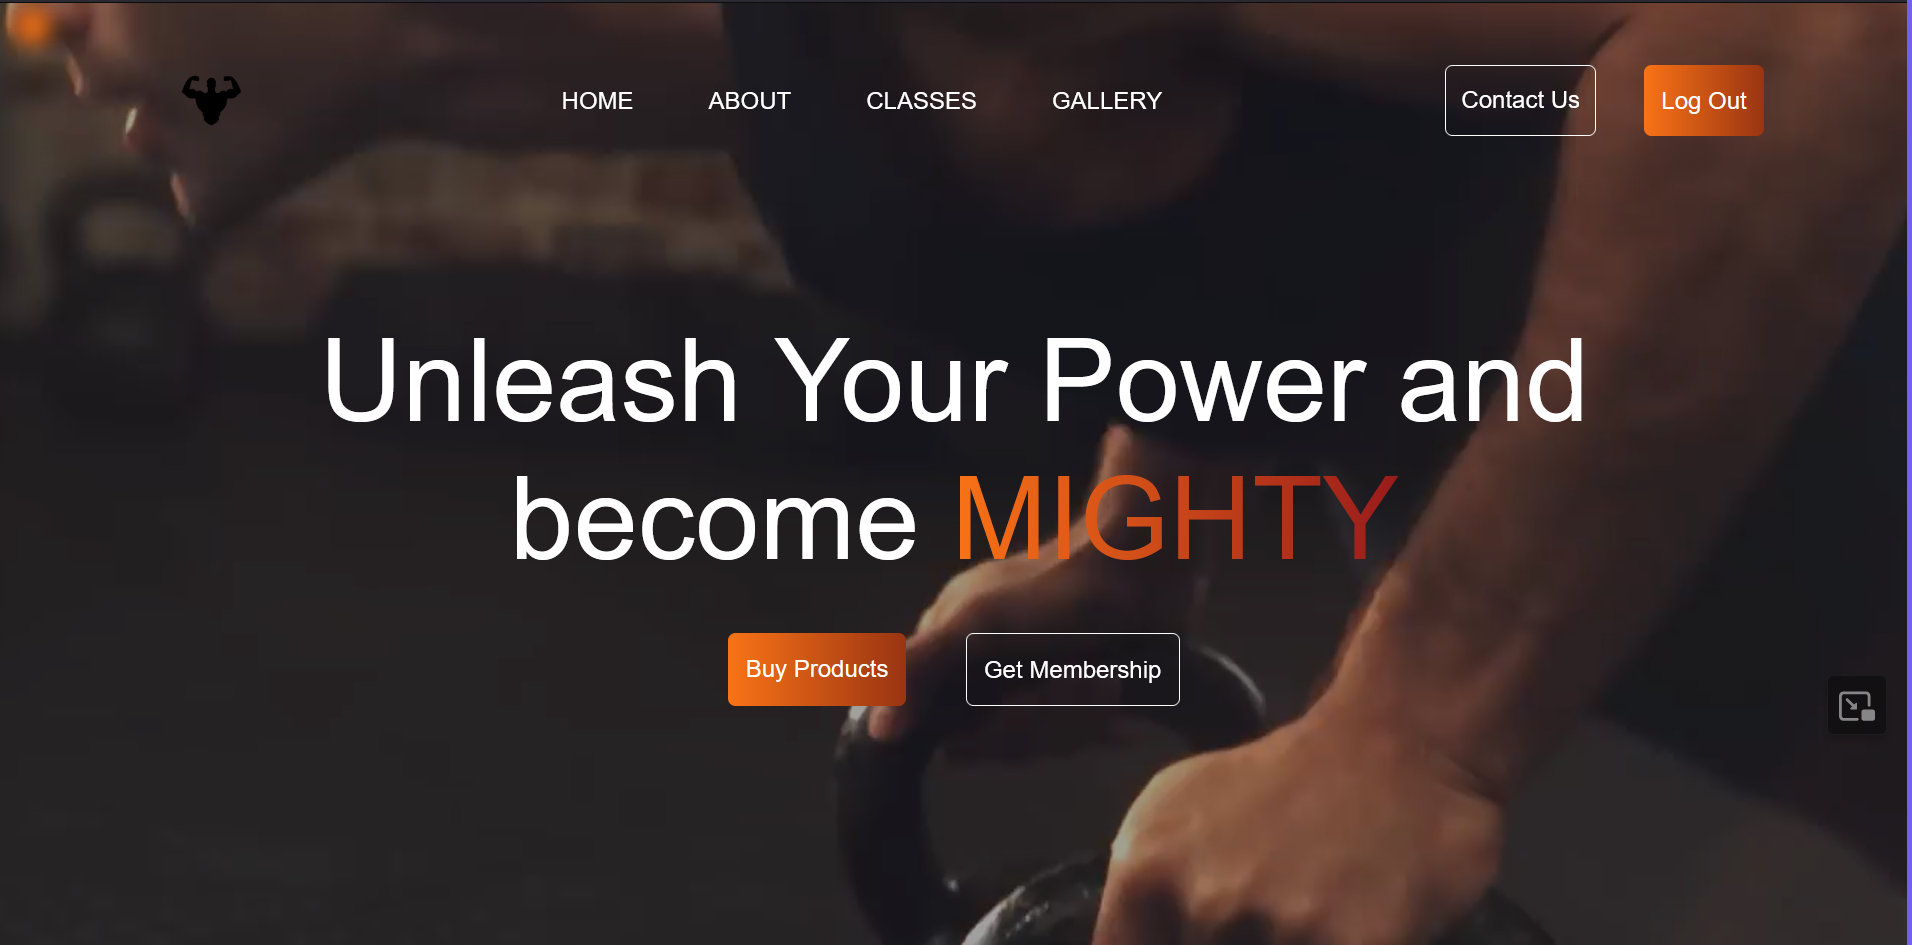 HOME ABOUT CLASSES GALLERY Contact Us Log Out
Unleash Your Power and
become MIGHTY
Buy Products Get Membership